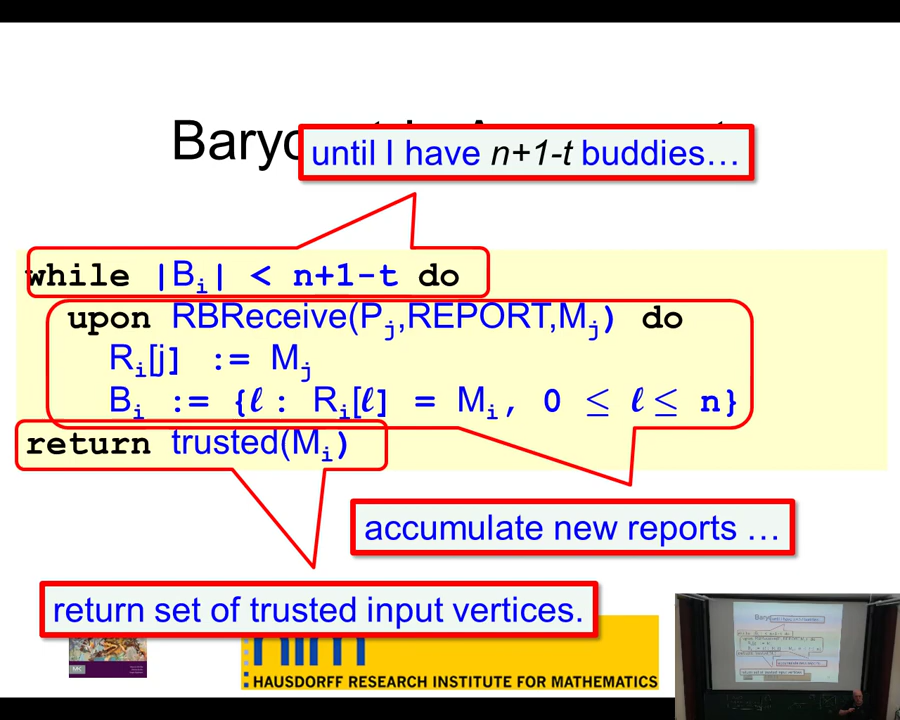 until I have n+1-t buddies…
while |Bᵢ| < n+1-t do
upon RBReceive(Pⱼ,REPORT,Mⱼ) do
Rᵢ[j] := Mⱼ
Bᵢ := {ℓ : Rᵢ[ℓ] = Mᵢ, 0 ≤ ℓ ≤ n}
return trusted(Mᵢ)
accumulate new reports …
return set of trusted input vertices.
HAUSDORFF RESEARCH INSTITUTE FOR MATHEMATICS